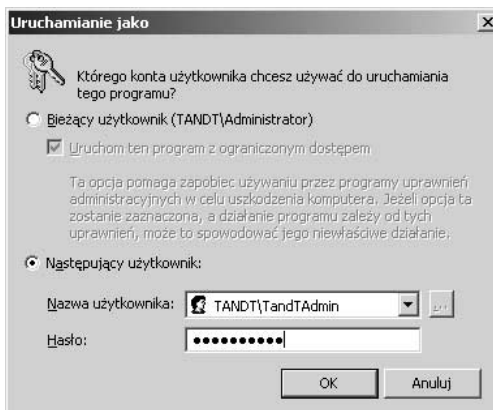 Uruchamianie jako
Którego konta użytkownika chcesz używać do uruchamiania
tego programu?
Bieżący użytkownik (TANDT\Administrator)
Uruchom ten program z ograniczonym dostępem
Ta opcja pomaga zapobiec używaniu przez programy uprawnień
administracyjnych w celu uszkodzenia komputera. Jeżeli opcja ta
zostanie zaznaczona, a działanie programu zależy od tych
uprawnień, może to spowodować jego niewłaściwe działanie.
Następujący użytkownik:
Nazwa użytkownika: TANDT\TandTAdmin ...
Hasło: ●●●●●●●●●●
OK Anuluj